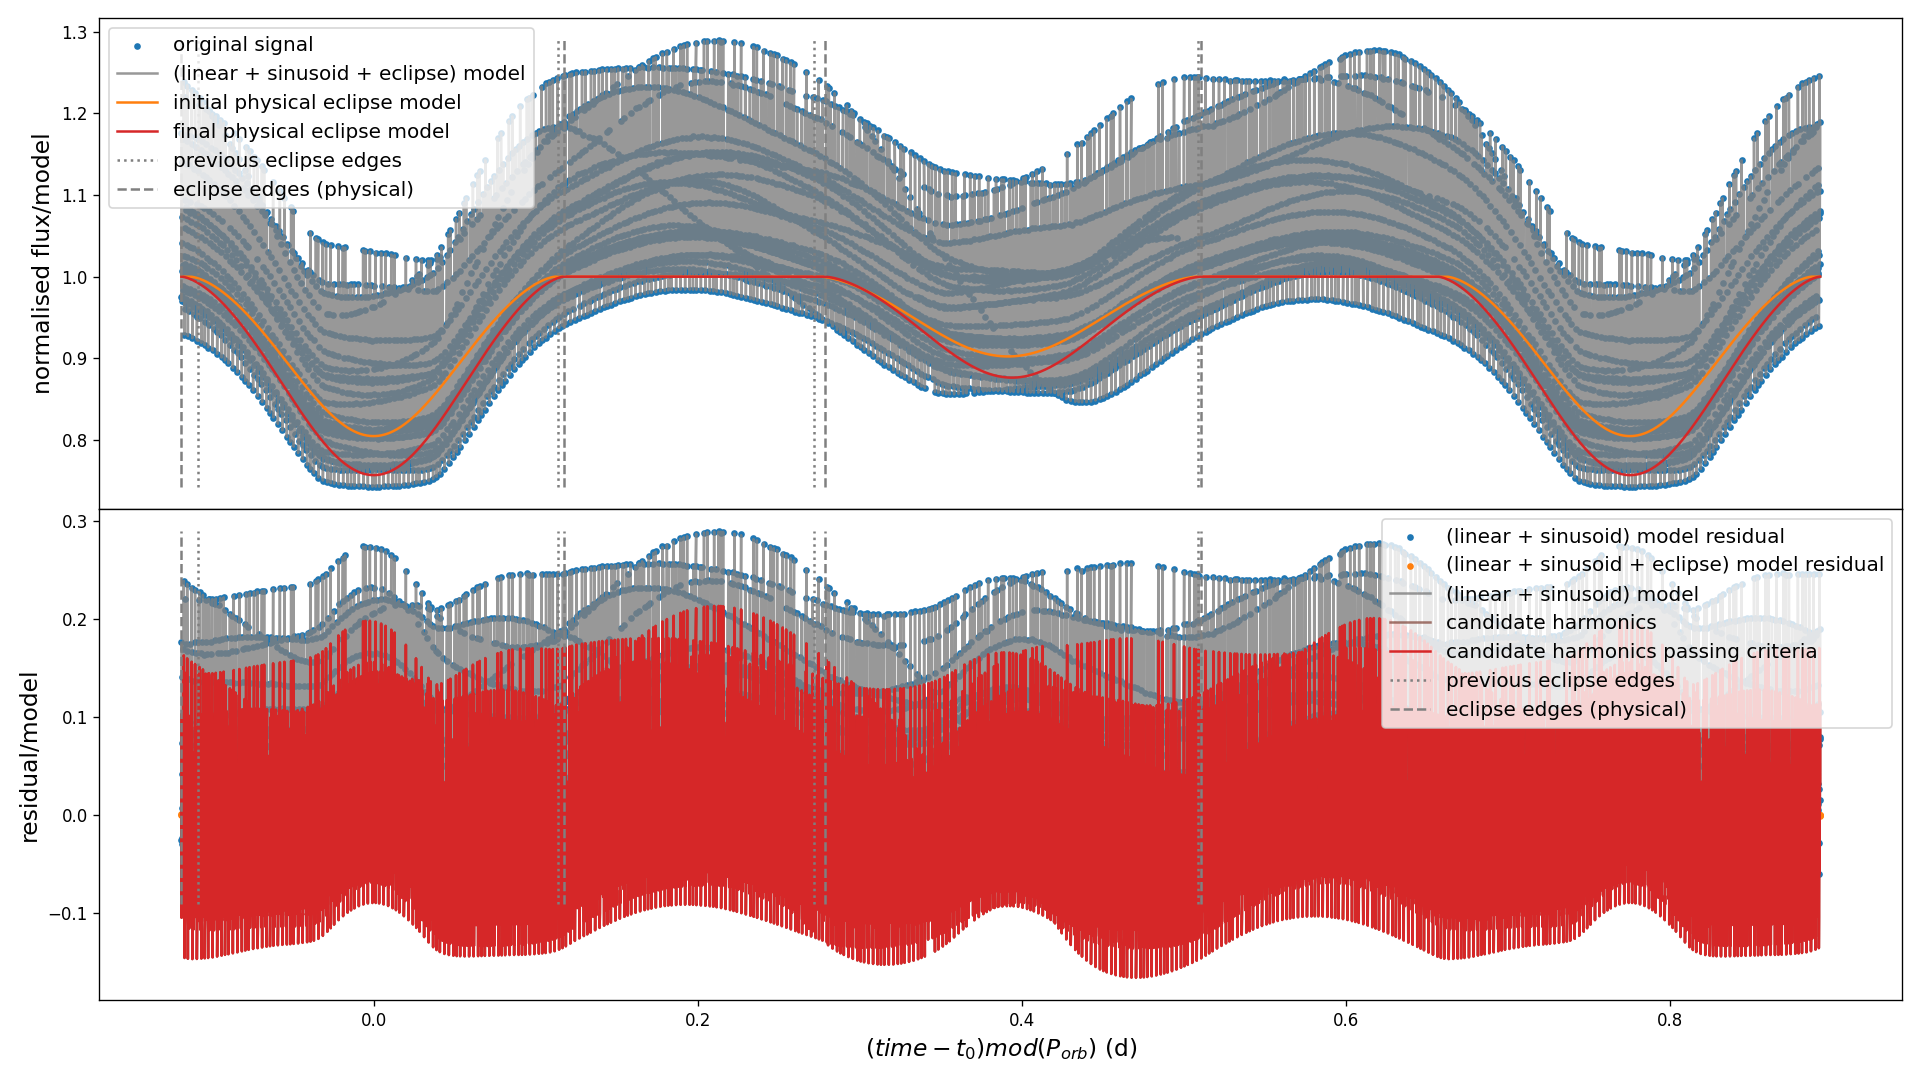 1.3
1.2
1.1
1.0
0.9
0.8
normalised flux/model
original signal
(linear + sinusoid + eclipse) model
initial physical eclipse model
final physical eclipse model
previous eclipse edges
eclipse edges (physical)
0.3
0.2
0.1
0.0
−0.1
residual/model
(linear + sinusoid) model residual
(linear + sinusoid + eclipse) model residual
(linear + sinusoid) model
candidate harmonics
candidate harmonics passing criteria
previous eclipse edges
eclipse edges (physical)
0.0 0.2 0.4 0.6 0.8
(time − t₀)mod(Pₒᵣb) (d)